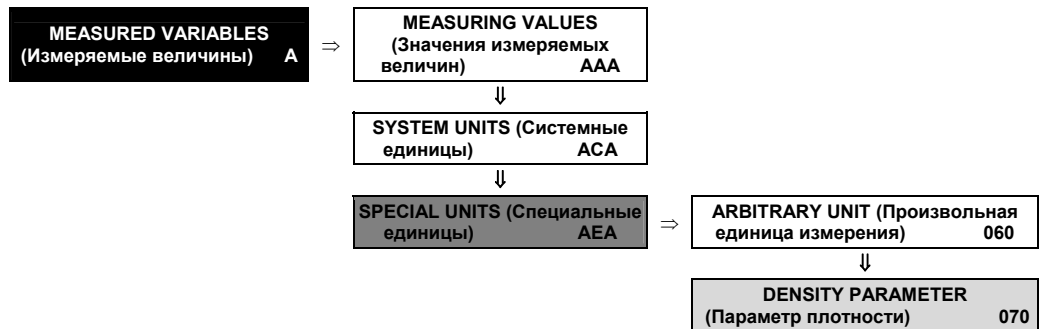 MEASURED VARIABLES
(Измеряемые величины) A
⇒
MEASURING VALUES
(Значения измеряемых
величин) AAA
⇓
SYSTEM UNITS (Системные
единицы) ACA
⇓
SPECIAL UNITS (Специальные
единицы) AEA
⇒
ARBITRARY UNIT (Произвольная
единица измерения) 060
⇓
DENSITY PARAMETER
(Параметр плотности) 070